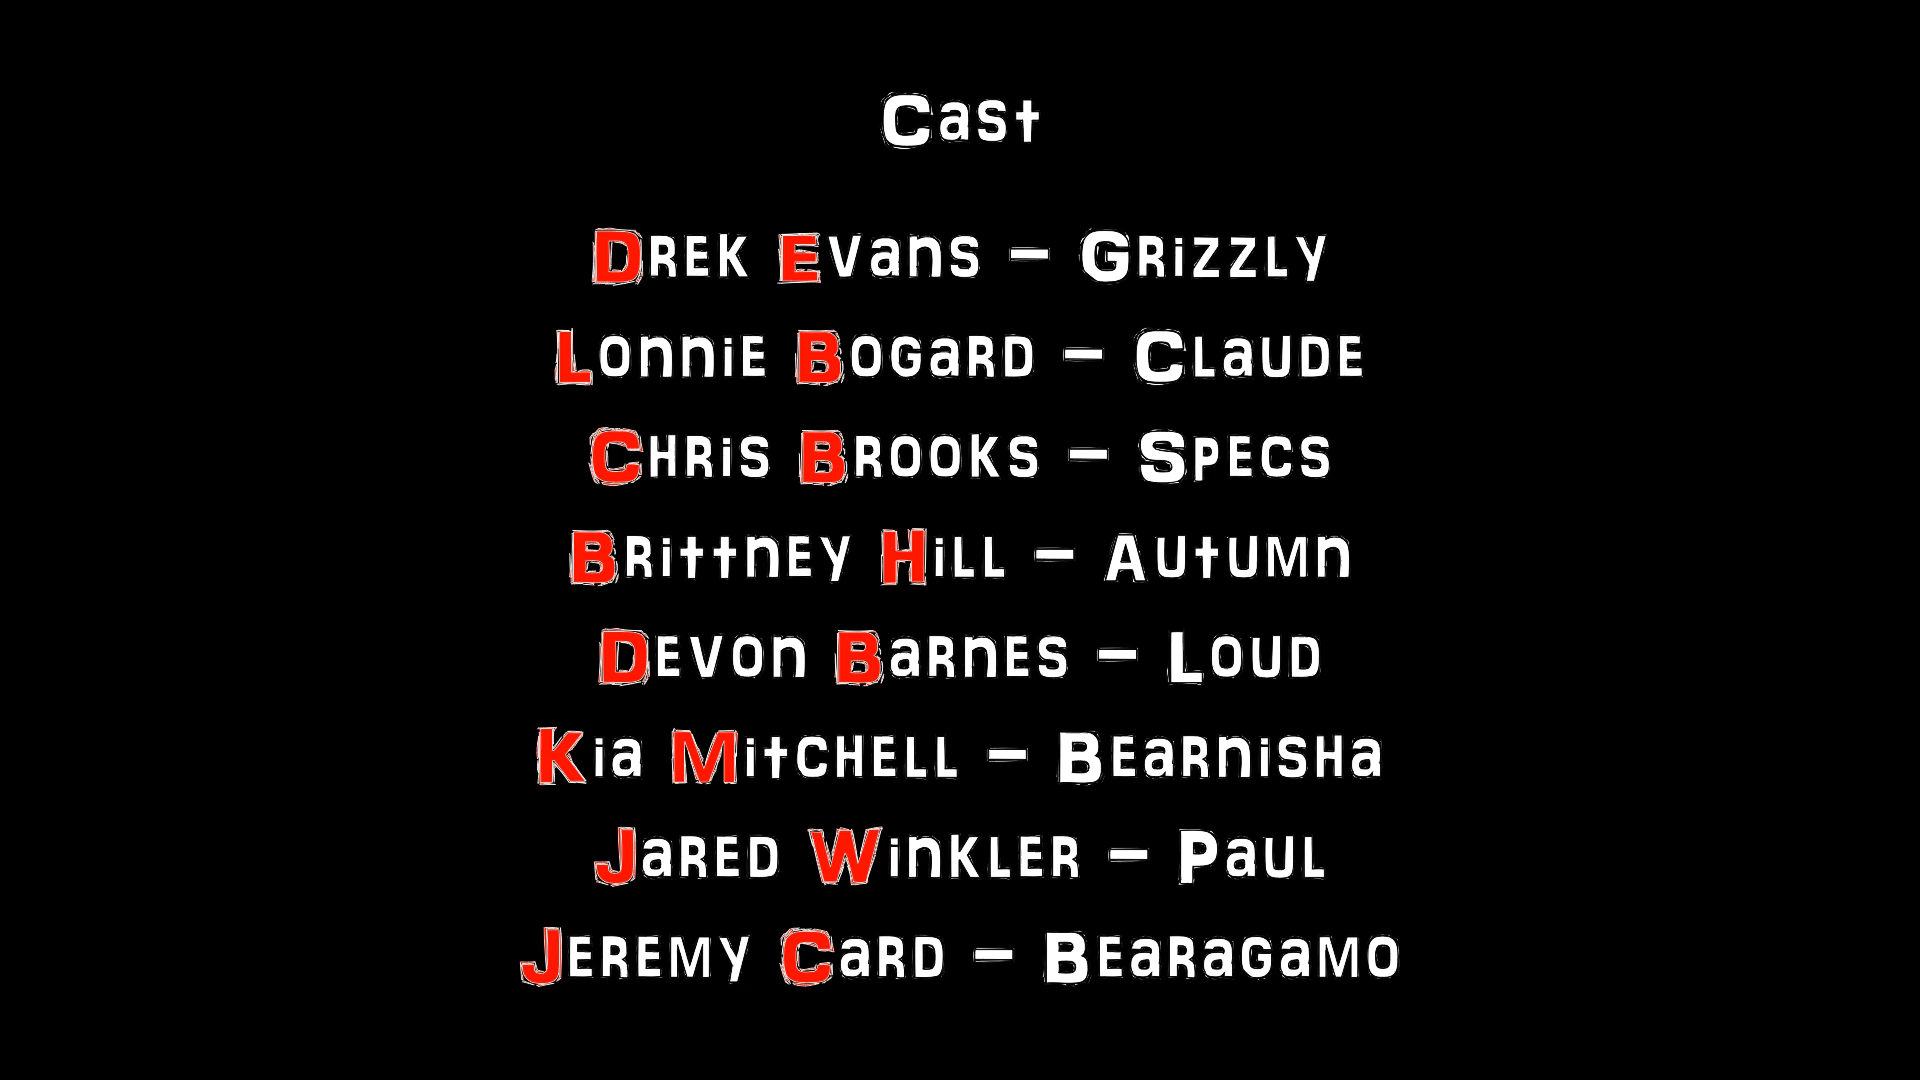 Cast
Drek Evans – Grizzly
Lonnie Bogard – Claude
Chris Brooks – Specs
Brittney Hill – Autumn
Devon Barnes – Loud
Kia Mitchell – Bearnisha
Jared Winkler – Paul
Jeremy Card – Bearagamo